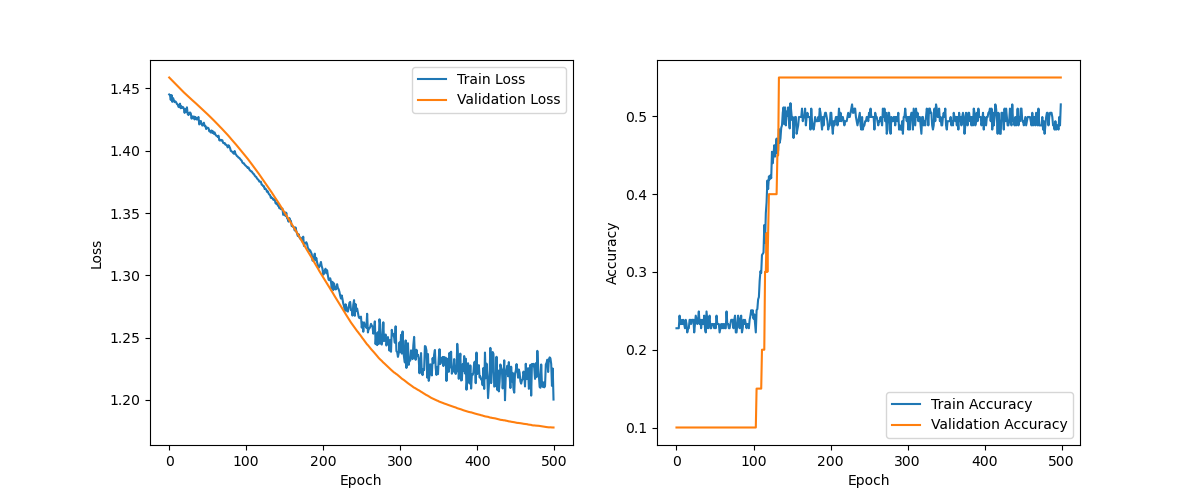 Train Loss
Validation Loss
1.45
1.40
1.35
1.30
1.25
1.20
Loss
0 100 200 300 400 500
Epoch
0.5
0.4
0.3
0.2
0.1
Accuracy
Train Accuracy
Validation Accuracy
0 100 200 300 400 500
Epoch